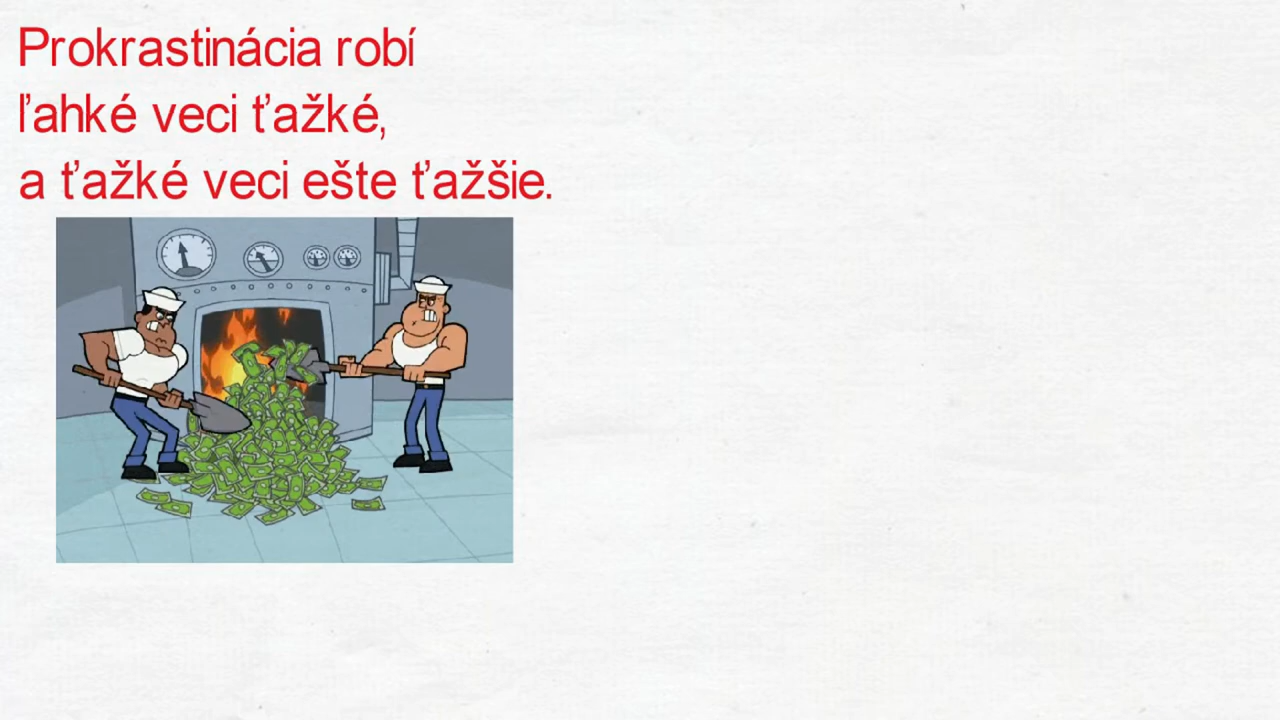 Prokrastinácia robí
ľahké veci ťažké,
a ťažké veci ešte ťažšie.